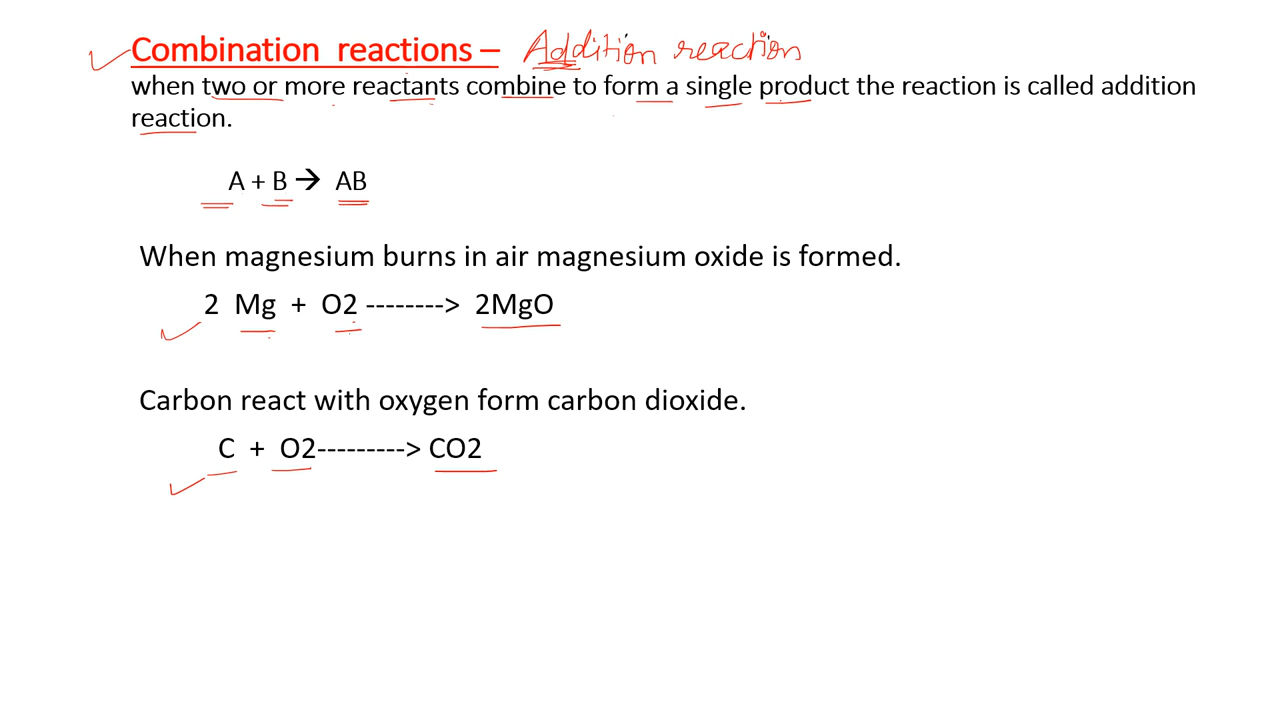 Combination reactions – Addition reaction
when two or more reactants combine to form a single product the reaction is called addition
reaction.
A + B → AB
When magnesium burns in air magnesium oxide is formed.
2 Mg + O2 --------> 2MgO
Carbon react with oxygen form carbon dioxide.
C + O2---------> CO2